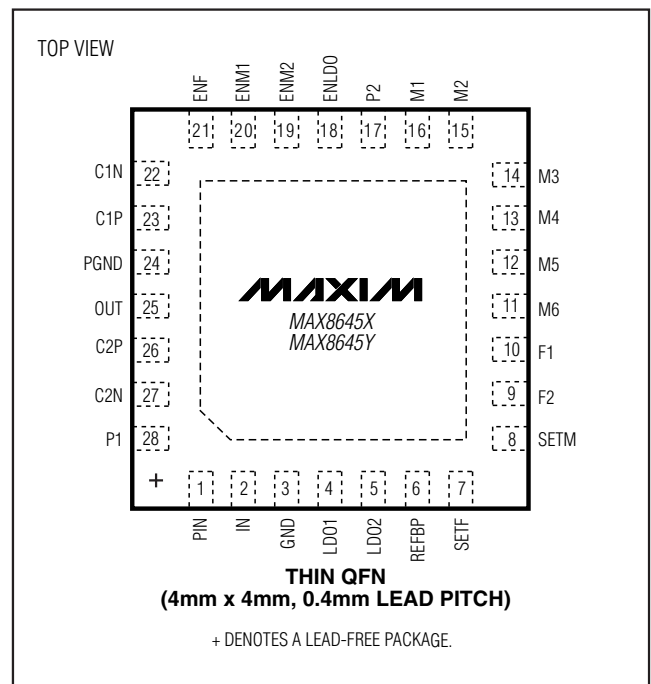 TOP VIEW
ENF
ENM1
ENM2
ENLDO
P2
M1
M2
21
20
19
18
17
16
15
C1N 22
C1P 23
PGND 24
OUT 25
C2P 26
C2N 27
P1 28
14 M3
13 M4
12 M5
11 M6
10 F1
9 F2
8 SETM
MAXIM
MAX8645X
MAX8645Y
+
1
2
3
4
5
6
7
PIN
IN
GND
LDO1
LDO2
REFBP
SETF
THIN QFN
(4mm x 4mm, 0.4mm LEAD PITCH)
+ DENOTES A LEAD-FREE PACKAGE.